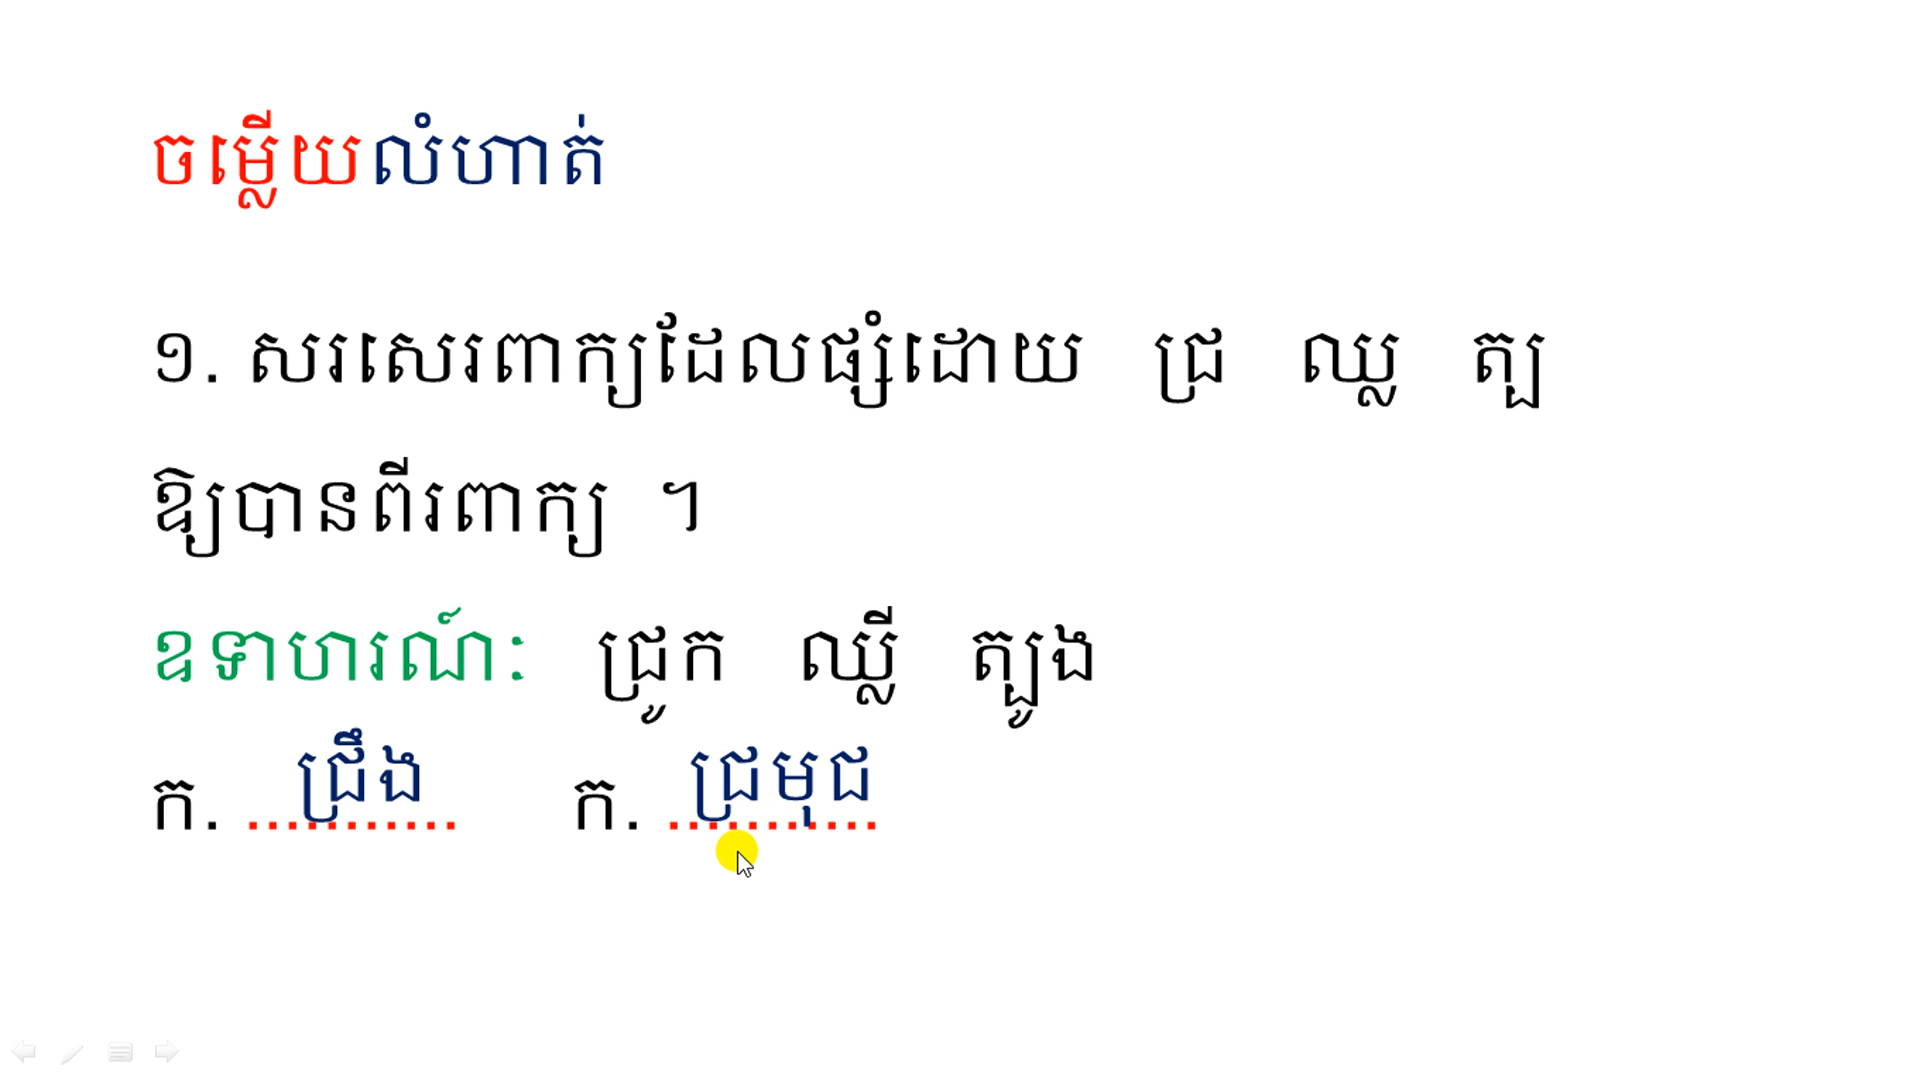 ចម្លើយលំហាត់
១. សរសេរពាក្យដែលផ្សំដោយ ជ្រ ឈ្ល ត្ប
ឱ្យបានពីរពាក្យ ។
ឧទាហរណ៍ៈ ជ្រូក ឈ្លី ត្បូង
ក. ជ្រឹង ក. ជ្រមុជ